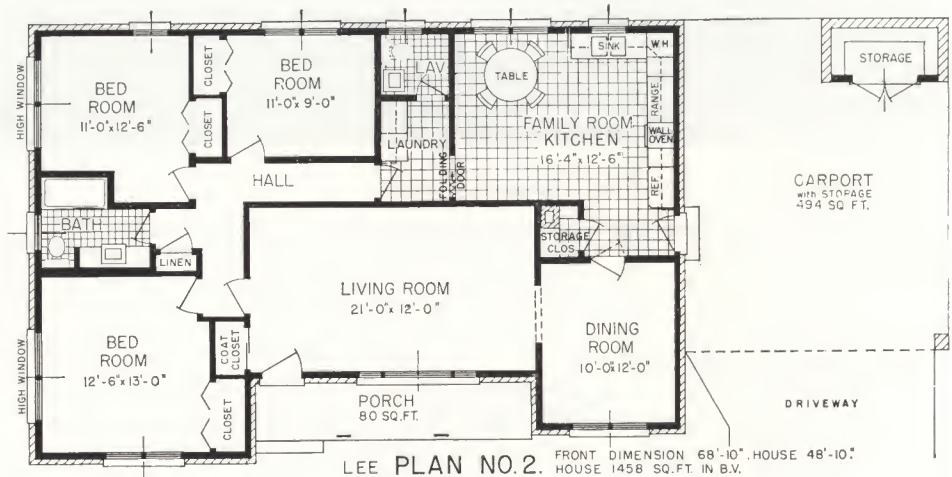 HIGH WINDOW
BED
ROOM
11'-0"x12'-6"
CLOSET
CLOSET
BED
ROOM
11'-0"x 9'-0"
LAV
LAUNDRY
FOLDING
DOOR
TABLE
SINK
W.H
RANGE
WALL
OVEN
REF.
FAMILY ROOM
KITCHEN
16'-4"x 12'-6"
STORAGE
CARPORT
with STORAGE
494 SQ.FT.
HALL
BATH
LINEN
STORAGE
CLOS
LIVING ROOM
21'-0"x 12'-0"
HIGH WINDOW
BED
ROOM
12'-6"x13'-0"
COAT
CLOSET
CLOSET
DINING
ROOM
10'-0x12'-0"
PORCH
80 SQ.FT.
DRIVEWAY
LEE PLAN NO.2. FRONT DIMENSION 68'-10". HOUSE 48'-10".
HOUSE 1458 SQ.FT. IN B.V.